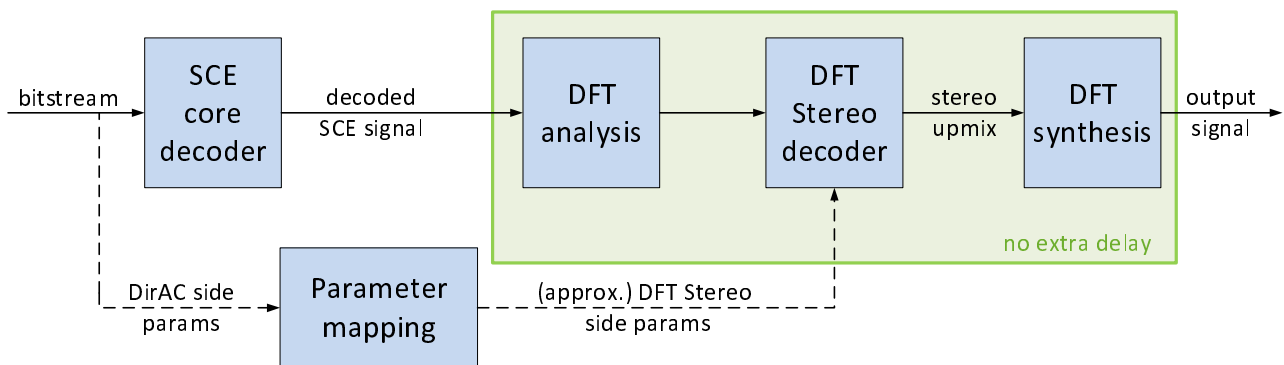 bitstream
SCE
core
decoder
decoded
SCE signal
DFT
analysis
DFT
Stereo
decoder
stereo
upmix
DFT
synthesis
output
signal
no extra delay
DirAC side
params
Parameter
mapping
(approx.) DFT Stereo
side params